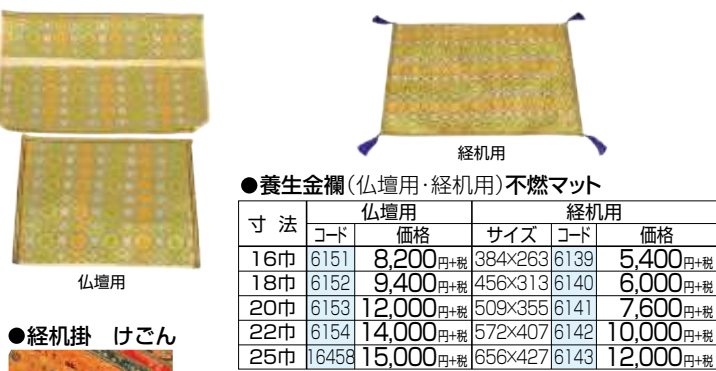 経机用
仏壇用
●養生金襴(仏壇用・経机用)不燃マット
寸法 仏壇用 経机用
コード 価格 サイズ コード 価格
16巾 6151 8,200円+税 384×263 6139 5,400円+税
18巾 6152 9,400円+税 456×313 6140 6,000円+税
20巾 6153 12,000円+税 509×355 6141 7,600円+税
22巾 6154 14,000円+税 572×407 6142 10,000円+税
25巾 16458 15,000円+税 656×427 6143 12,000円+税
●経机掛 けごん